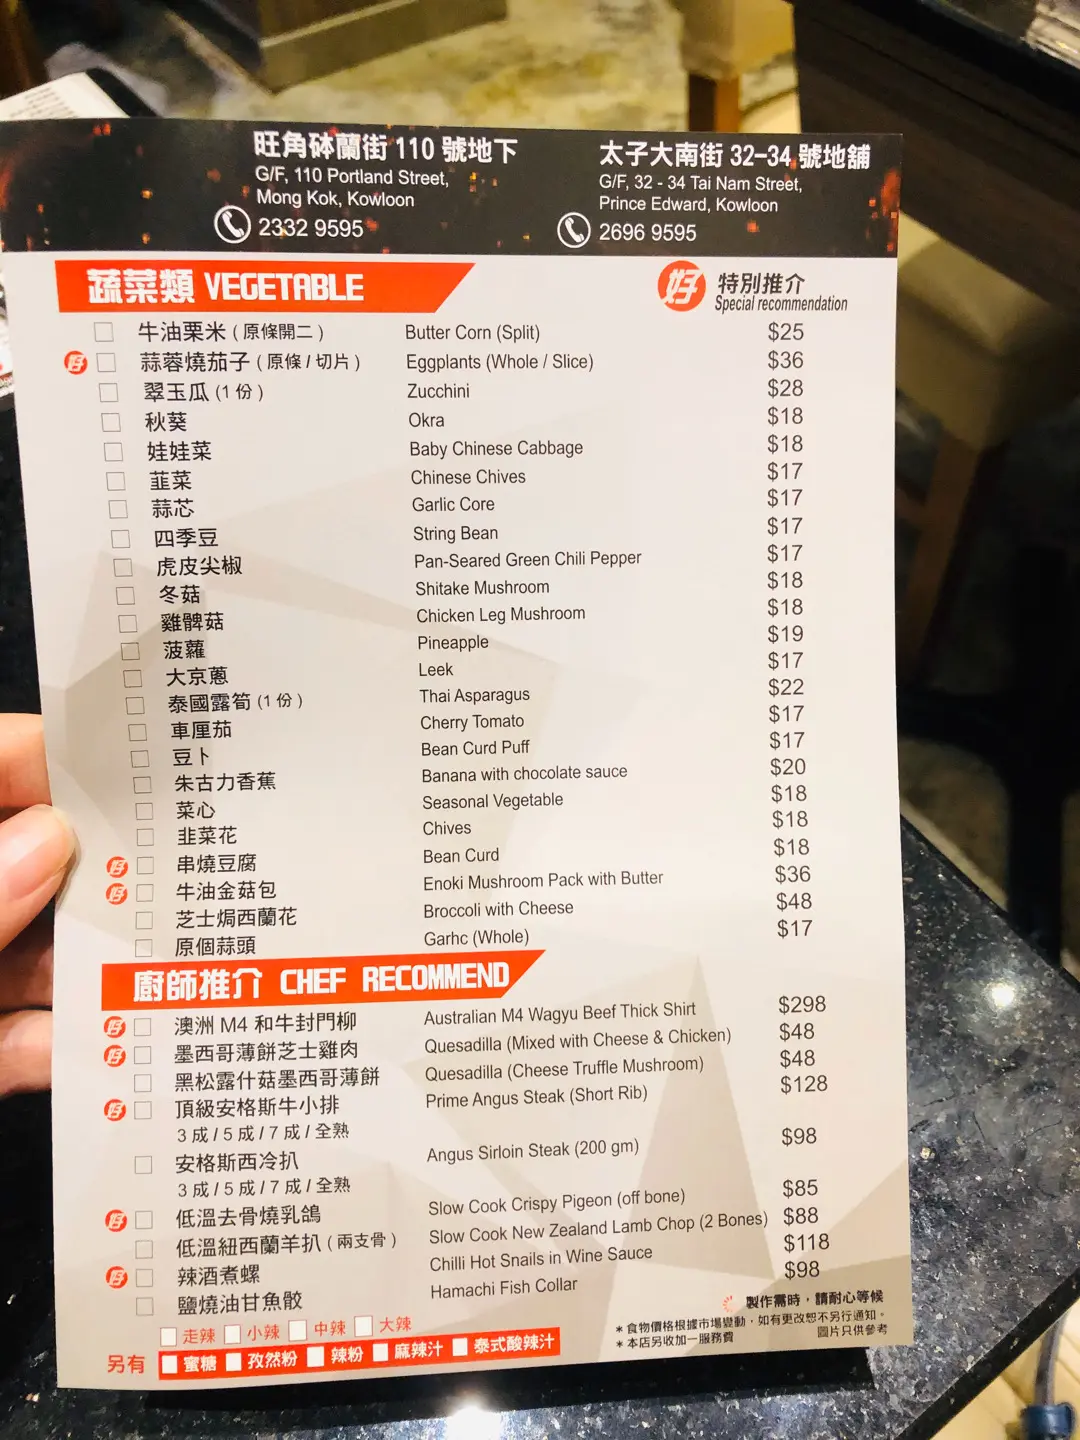 旺角砵蘭街 110 號地下
G/F, 110 Portland Street,
Mong Kok, Kowloon
2332 9595
太子大南街 32-34 號地舖
G/F, 32 - 34 Tai Nam Street,
Prince Edward, Kowloon
2696 9595
蔬菜類 VEGETABLE
好 特別推介
Special recommendation
牛油粟米 ( 原條開二 ) Butter Corn (Split) $25
好 蒜蓉燒茄子 ( 原條 / 切片 ) Eggplants (Whole / Slice) $36
翠玉瓜 (1 份 ) Zucchini $28
秋葵 Okra $18
娃娃菜 Baby Chinese Cabbage $18
韮菜 Chinese Chives $17
蒜芯 Garlic Core $17
四季豆 String Bean $17
虎皮尖椒 Pan-Seared Green Chili Pepper $17
冬菇 Shitake Mushroom $18
雞髀菇 Chicken Leg Mushroom $18
菠蘿 Pineapple $19
大京蔥 Leek $17
泰國露筍 (1 份 ) Thai Asparagus $22
車厘茄 Cherry Tomato $17
豆卜 Bean Curd Puff $17
朱古力香蕉 Banana with chocolate sauce $20
菜心 Seasonal Vegetable $18
韭菜花 Chives $18
好 串燒豆腐 Bean Curd $18
好 牛油金菇包 Enoki Mushroom Pack with Butter $36
芝士焗西蘭花 Broccoli with Cheese $48
原個蒜頭 Garhc (Whole) $17
廚師推介 CHEF RECOMMEND
好 澳洲 M4 和牛封門柳 Australian M4 Wagyu Beef Thick Shirt $298
好 墨西哥薄餅芝士雞肉 Quesadilla (Mixed with Cheese & Chicken) $48
黑松露什菇墨西哥薄餅 Quesadilla (Cheese Truffle Mushroom) $48
好 頂級安格斯牛小排 Prime Angus Steak (Short Rib) $128
3 成 / 5 成 / 7 成 / 全熟
安格斯西冷扒 Angus Sirloin Steak (200 gm) $98
3 成 / 5 成 / 7 成 / 全熟
好 低溫去骨燒乳鴿 Slow Cook Crispy Pigeon (off bone) $85
低溫紐西蘭羊扒 ( 兩支骨 ) Slow Cook New Zealand Lamb Chop (2 Bones) $88
好 辣酒煮螺 Chilli Hot Snails in Wine Sauce $118
鹽燒油甘魚骹 Hamachi Fish Collar $98
走辣 小辣 中辣 大辣
另有 蜜糖 孜然粉 辣粉 麻辣汁 泰式酸辣汁
製作需時，請耐心等候
* 食物價格根據市場變動，如有更改恕不另行通知。
* 本店另收加一服務費 圖片只供參考